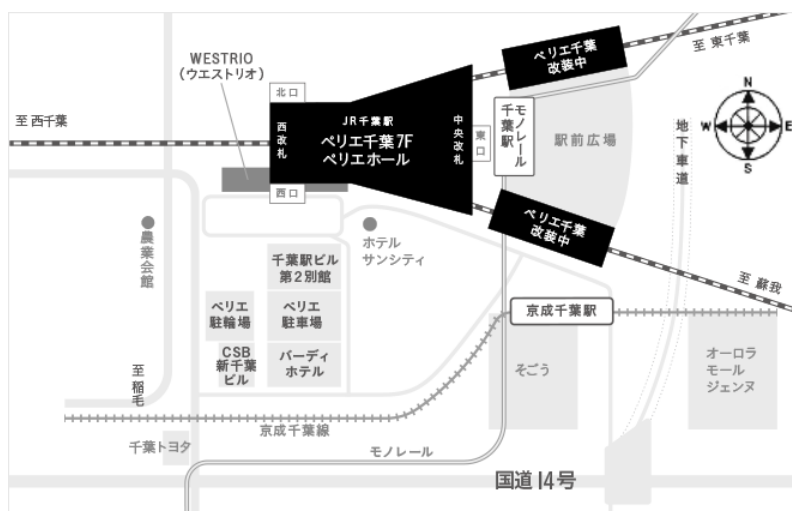 WESTRIO
(ウエストリオ)
ペリエ千葉
改装中
至 東千葉
N
W
E
S
至 西千葉
北口
JR千葉駅
西改札
ペリエ千葉7F
ペリエホール
中央改札
東口
モノレール
千葉駅
駅前広場
地下車道
西口
農業会館
ホテル
サンシティ
ペリエ千葉
改装中
千葉駅ビル
第2別館
至 蘇我
ペリエ
駐輪場
ペリエ
駐車場
京成千葉駅
CSB
新千葉
ビル
バーディ
ホテル
至 稲毛
そごう
オーロラ
モール
ジェンヌ
京成千葉線
千葉トヨタ
モノレール
国道14号